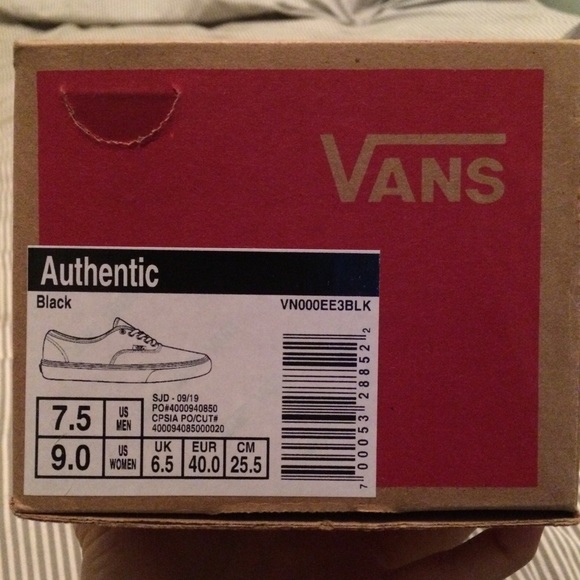 VANS
Authentic
Black VN000EE3BLK
SJD - 09/19
PO#4000940850
CPSIA PO/CUT#
400094085000020
7.5 US MEN
9.0 US WOMEN
UK 6.5
EUR 40.0
CM 25.5
7 00053 28852 2